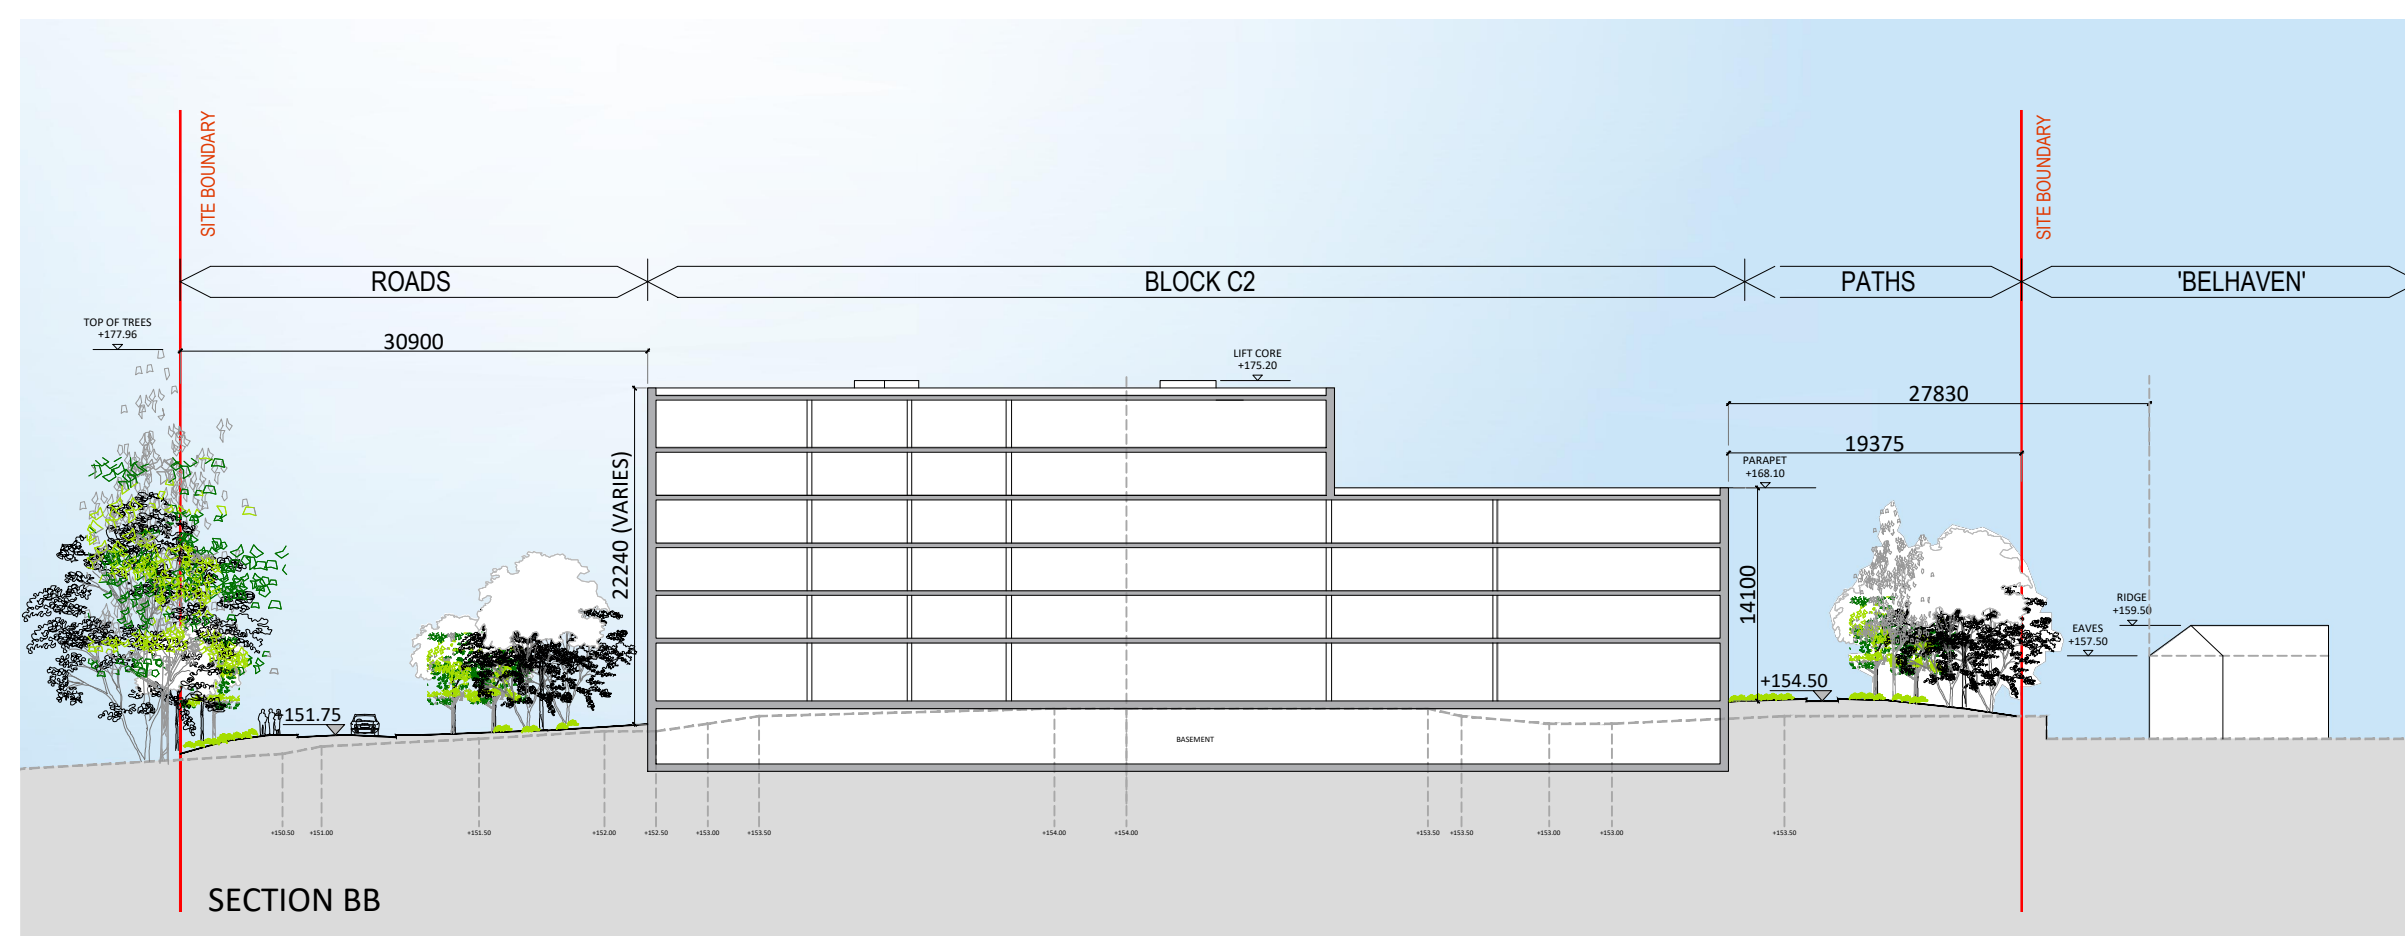 SITE BOUNDARY
SITE BOUNDARY
ROADS
BLOCK C2
PATHS
'BELHAVEN'
TOP OF TREES
+177.96
30900
LIFT CORE
+175.20
27830
19375
PARAPET
+168.10
22240 (VARIES)
14100
RIDGE
+159.50
EAVES
+157.50
+154.50
151.75
BASEMENT
+150.50
+151.00
+151.50
+152.00
+152.50
+153.00
+153.50
+154.00
+154.00
+153.50
+153.50
+153.00
+153.00
+153.50
SECTION BB